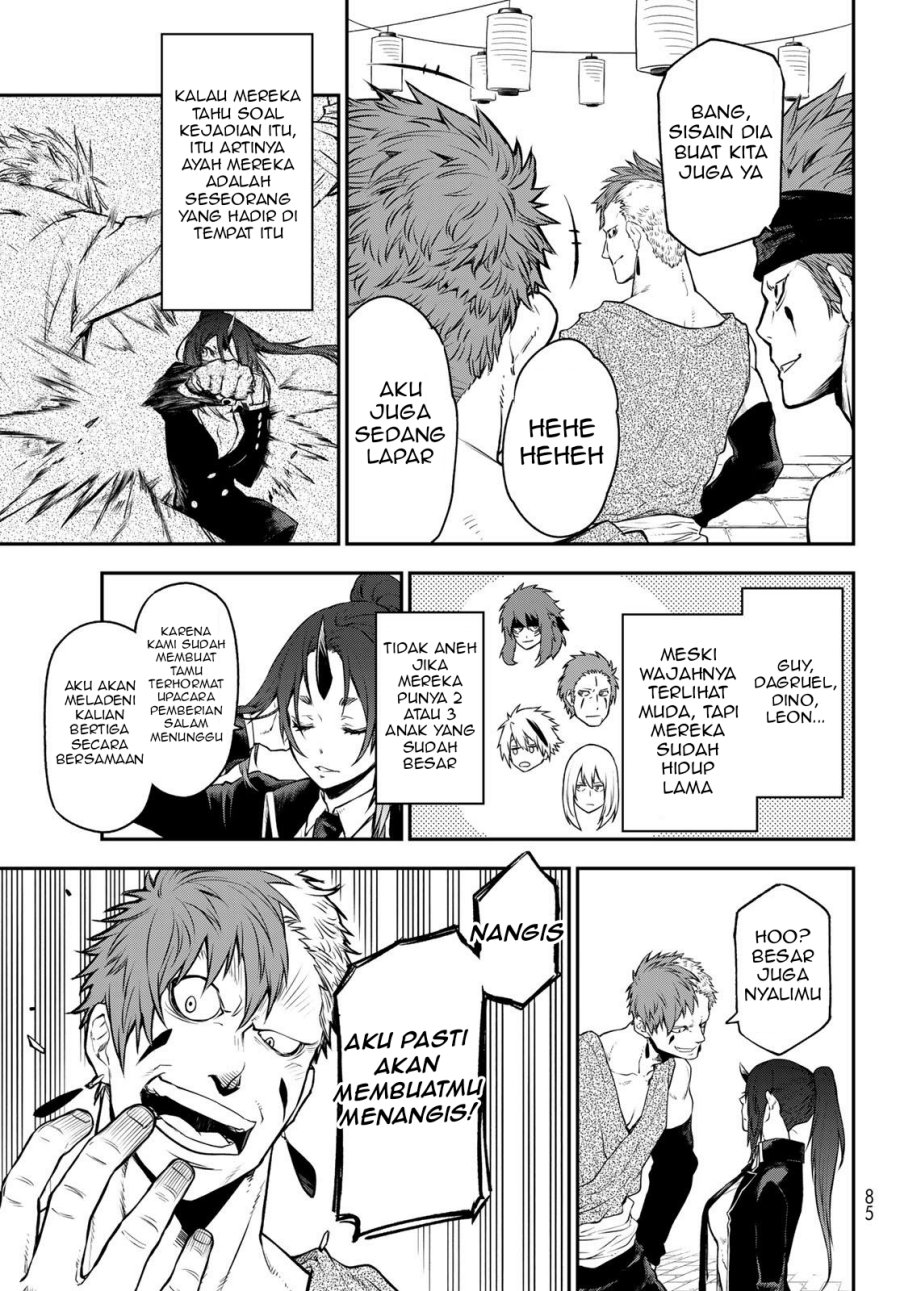 BANG,
SISAIN DIA
BUAT KITA
JUGA YA
HEHE
HEHEH
AKU
JUGA
SEDANG
LAPAR
KALAU MEREKA
TAHU SOAL
KEJADIAN ITU,
ITU ARTINYA
AYAH MEREKA
ADALAH
SESEORANG
YANG HADIR DI
TEMPAT ITU
GUY,
DAGRUEL,
DINO,
LEON...
MESKI
WAJAHNYA
TERLIHAT
MUDA, TAPI
MEREKA
SUDAH
HIDUP
LAMA
TIDAK ANEH
JIKA
MEREKA
PUNYA 2
ATAU 3
ANAK YANG
SUDAH
BESAR
KARENA
KAMI SUDAH
MEMBUAT
TAMU
TERHORMAT
UPACARA
PEMBERIAN
SALAM
MENUNGGU
AKU AKAN
MELADENI
KALIAN
BERTIGA
SECARA
BERSAMAAN
HOO?
BESAR
JUGA
NYALIMU
NANGIS
AKU PASTI
AKAN
MEMBUATMU
MENANGIS!
85